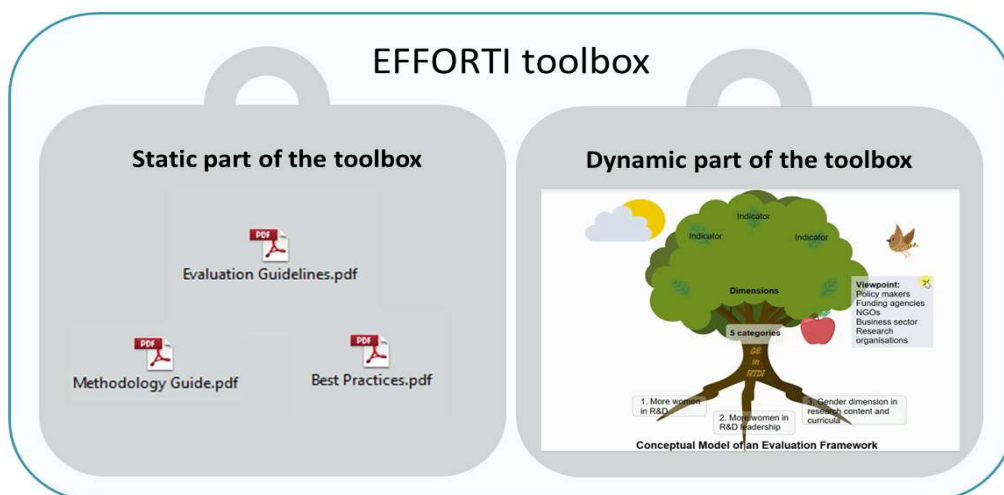 EFFORTI toolbox
Static part of the toolbox
PDF
Evaluation Guidelines.pdf
PDF
Methodology Guide.pdf
PDF
Best Practices.pdf
Dynamic part of the toolbox
Indicator
Indicator
Indicator
Dimensions
Viewpoint:
Policy makers
Funding agencies
NGOs
Business sector
Research
organisations
5 categories
GE
in
RTDI
1. More women
in R&D
2. More women in
R&D leadership
3. Gender dimension in
research content and
curricula
Conceptual Model of an Evaluation Framework